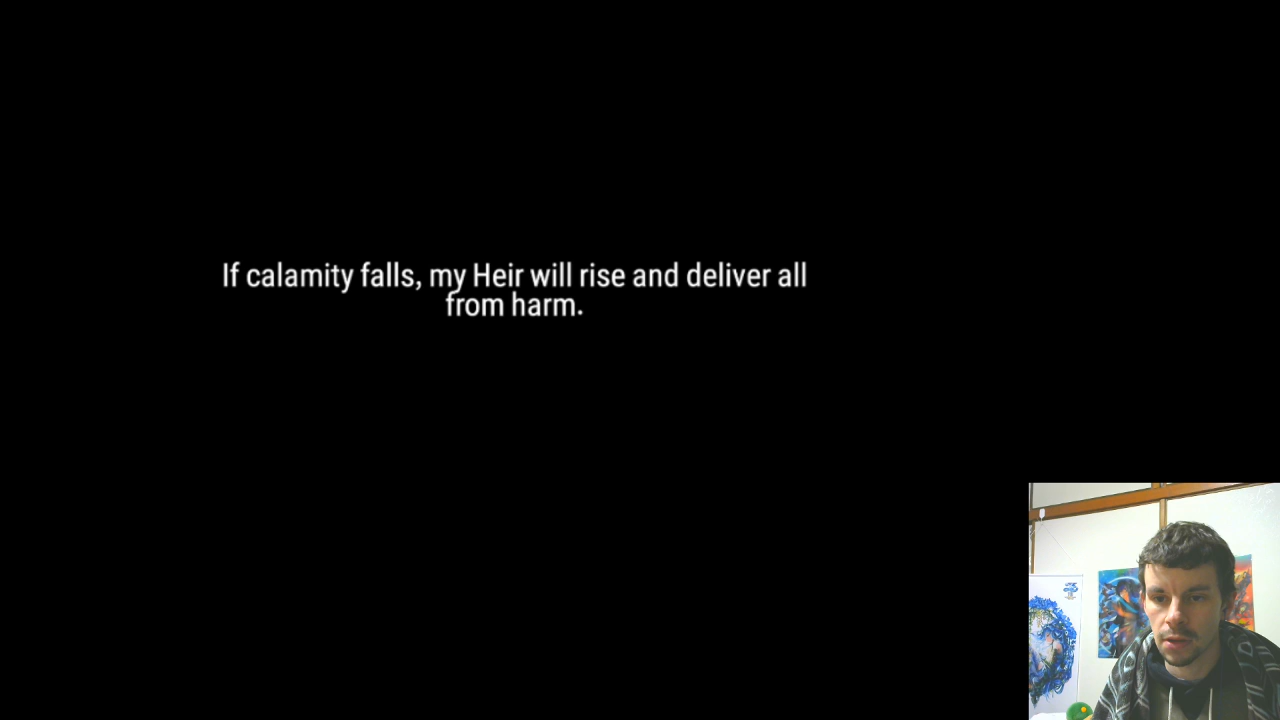 If calamity falls, my Heir will rise and deliver all
from harm.